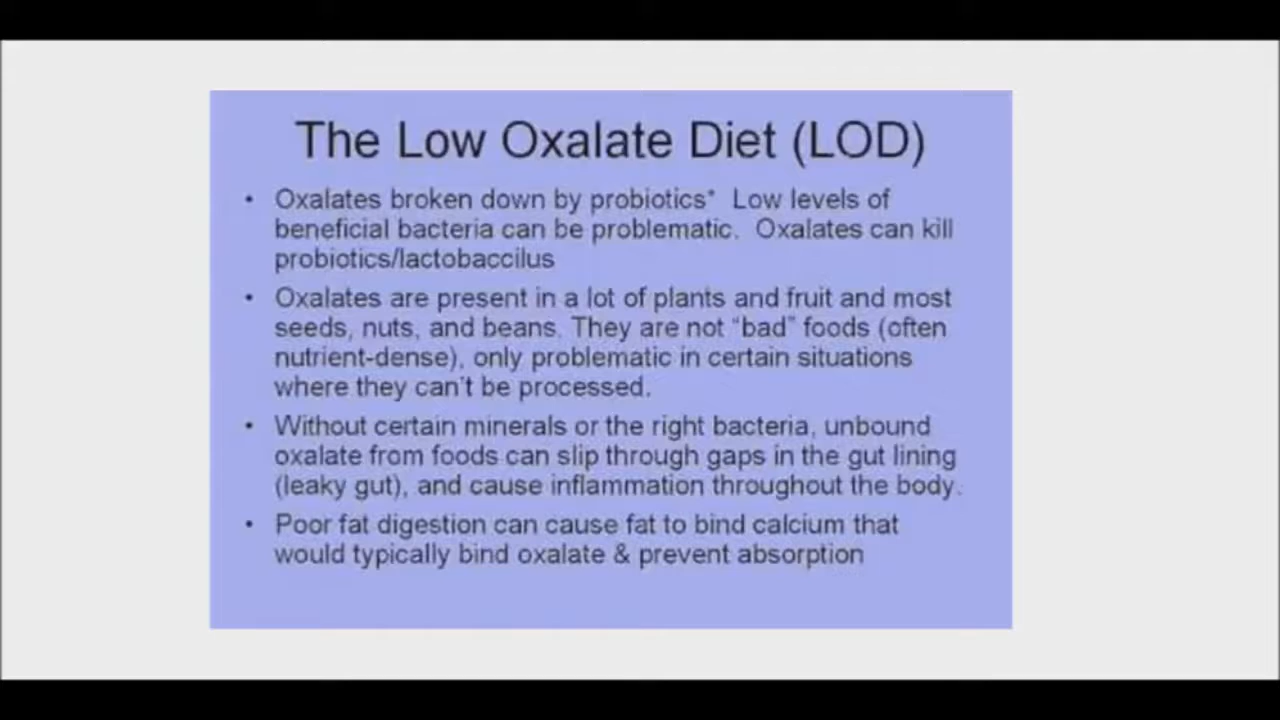 The Low Oxalate Diet (LOD)
• Oxalates broken down by probiotics* Low levels of
beneficial bacteria can be problematic. Oxalates can kill
probiotics/lactobaccilus
• Oxalates are present in a lot of plants and fruit and most
seeds, nuts, and beans. They are not “bad” foods (often
nutrient-dense), only problematic in certain situations
where they can’t be processed.
• Without certain minerals or the right bacteria, unbound
oxalate from foods can slip through gaps in the gut lining
(leaky gut), and cause inflammation throughout the body.
• Poor fat digestion can cause fat to bind calcium that
would typically bind oxalate & prevent absorption